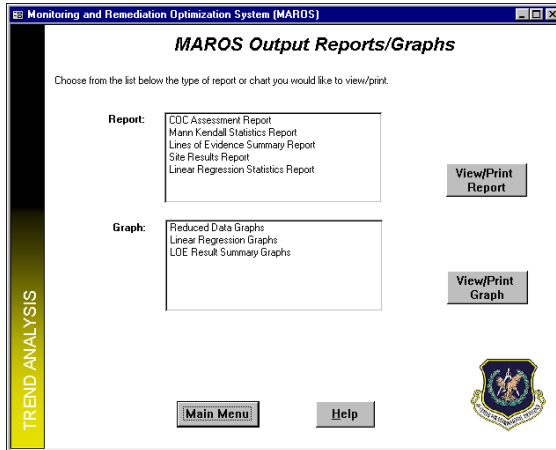 Monitoring and Remediation Optimization System (MAROS)
MAROS Output Reports/Graphs
Choose from the list below the type of report or chart you would like to view/print.
Report:
COC Assessment Report
Mann Kendall Statistics Report
Lines of Evidence Summary Report
Site Results Report
Linear Regression Statistics Report
View/Print
Report
Graph:
Reduced Data Graphs
Linear Regression Graphs
LOE Result Summary Graphs
View/Print
Graph
TREND ANALYSIS
Main Menu
Help